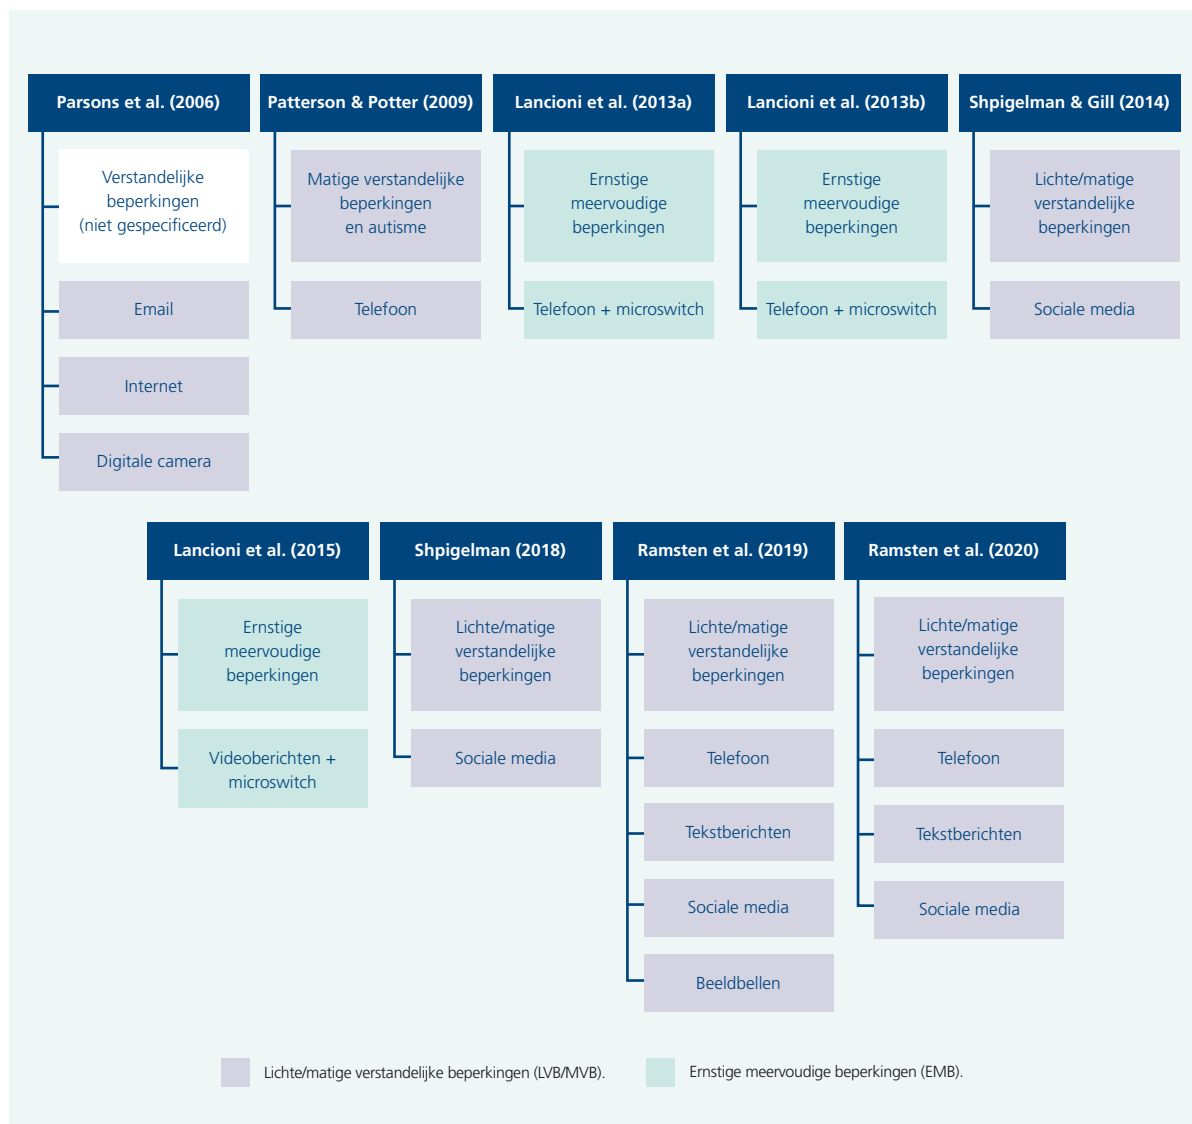 Parsons et al. (2006)
Verstandelijke
beperkingen
(niet gespecificeerd)
Email
Internet
Digitale camera
Patterson & Potter (2009)
Matige verstandelijke
beperkingen
en autisme
Telefoon
Lancioni et al. (2013a)
Ernstige
meervoudige
beperkingen
Telefoon + microswitch
Lancioni et al. (2013b)
Ernstige
meervoudige
beperkingen
Telefoon + microswitch
Shpigelman & Gill (2014)
Lichte/matige
verstandelijke
beperkingen
Sociale media
Lancioni et al. (2015)
Ernstige
meervoudige
beperkingen
Videoberichten +
microswitch
Shpigelman (2018)
Lichte/matige
verstandelijke
beperkingen
Sociale media
Ramsten et al. (2019)
Lichte/matige
verstandelijke
beperkingen
Telefoon
Tekstberichten
Sociale media
Beeldbellen
Ramsten et al. (2020)
Lichte/matige
verstandelijke
beperkingen
Telefoon
Tekstberichten
Sociale media
Lichte/matige verstandelijke beperkingen (LVB/MVB).
Ernstige meervoudige beperkingen (EMB).